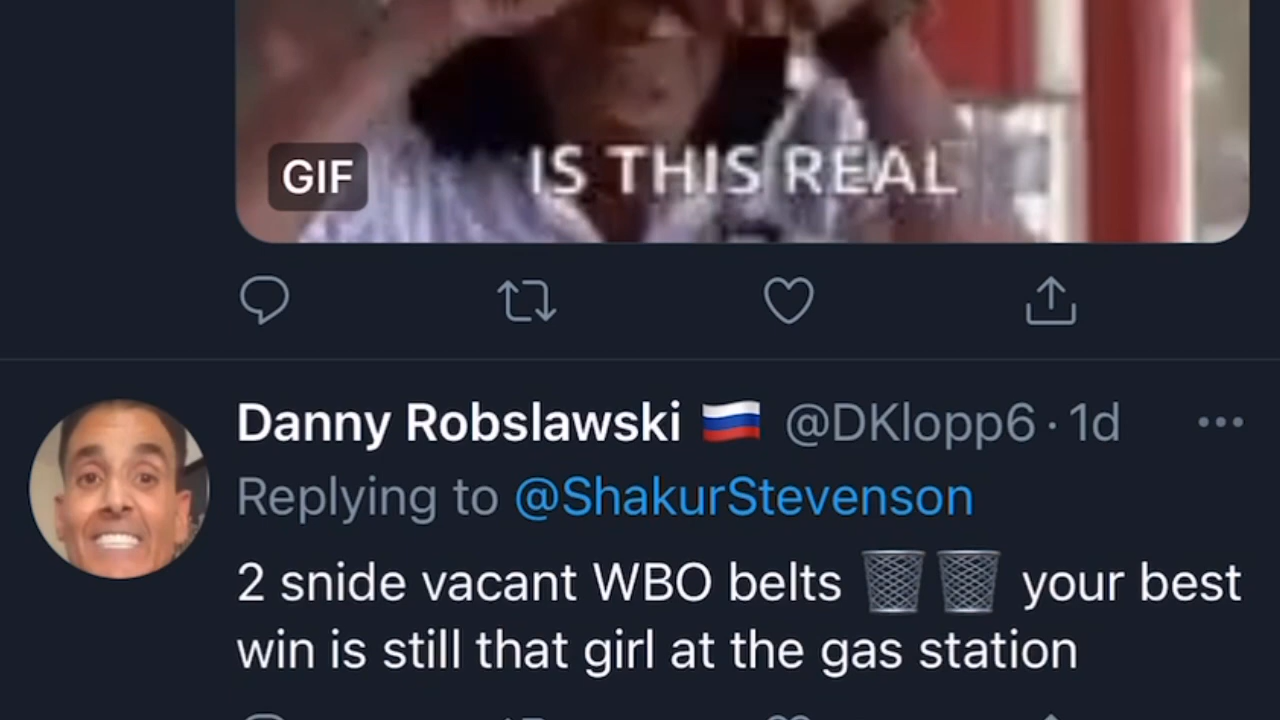 IS THIS REAL
GIF
Danny Robslawski 🇷🇺 @DKlopp6 · 1d
Replying to @ShakurStevenson
2 snide vacant WBO belts 🗑️🗑️ your best
win is still that girl at the gas station